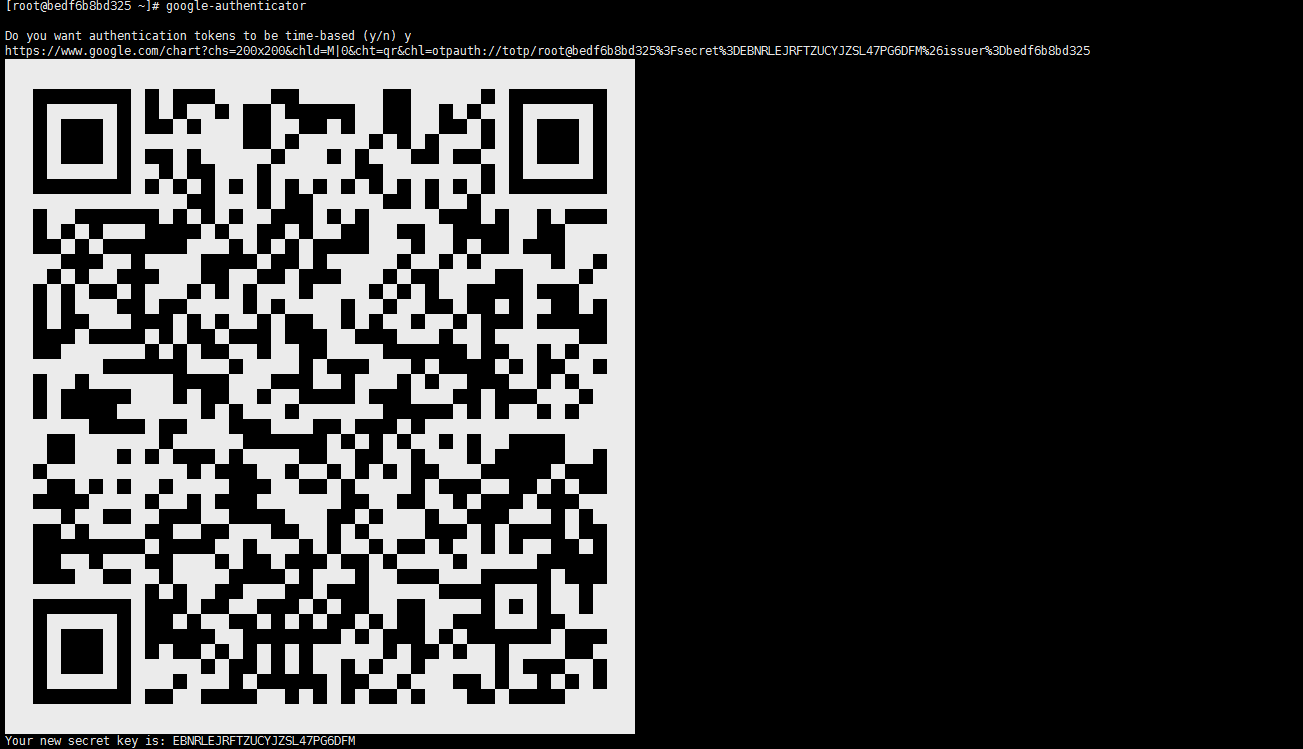 [root@bedf6b8bd325 ~]# google-authenticator
Do you want authentication tokens to be time-based (y/n) y
https://www.google.com/chart?chs=200x200&chld=M|0&cht=qr&chl=otpauth://totp/root@bedf6b8bd325%3Fsecret%3DEBNRLEJRFTZUCYJZSL47PG6DFM%26issuer%3Dbedf6b8bd325
Your new secret key is: EBNRLEJRFTZUCYJZSL47PG6DFM